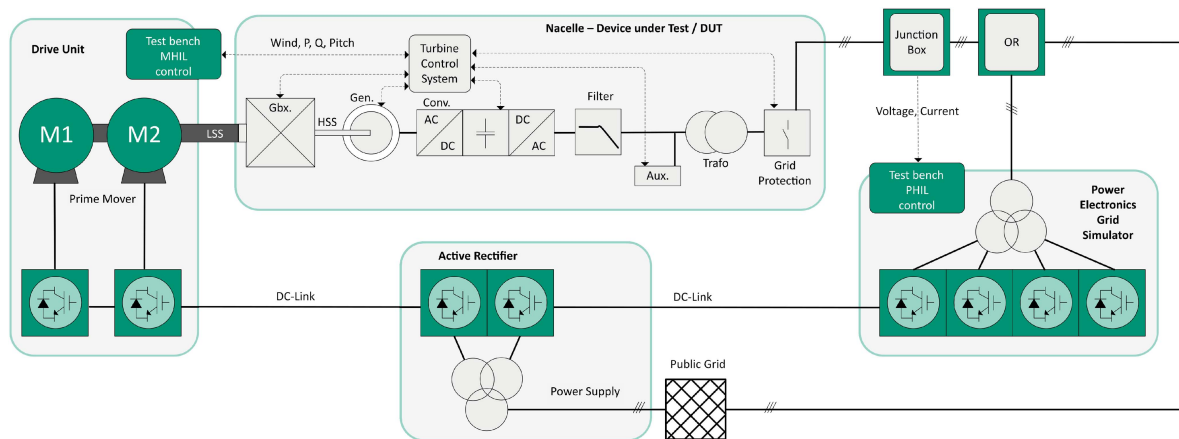 Drive Unit
Test bench
MHIL
control
Wind, P, Q, Pitch
Nacelle – Device under Test / DUT
Turbine
Control
System
Junction
Box
OR
M1
M2
LSS
Gbx.
HSS
Gen.
Conv.
AC
DC
DC
AC
Filter
Aux.
Trafo
Grid
Protection
Voltage, Current
Prime Mover
Test bench
PHIL
control
Power
Electronics
Grid
Simulator
Active Rectifier
DC-Link
DC-Link
Public Grid
Power Supply